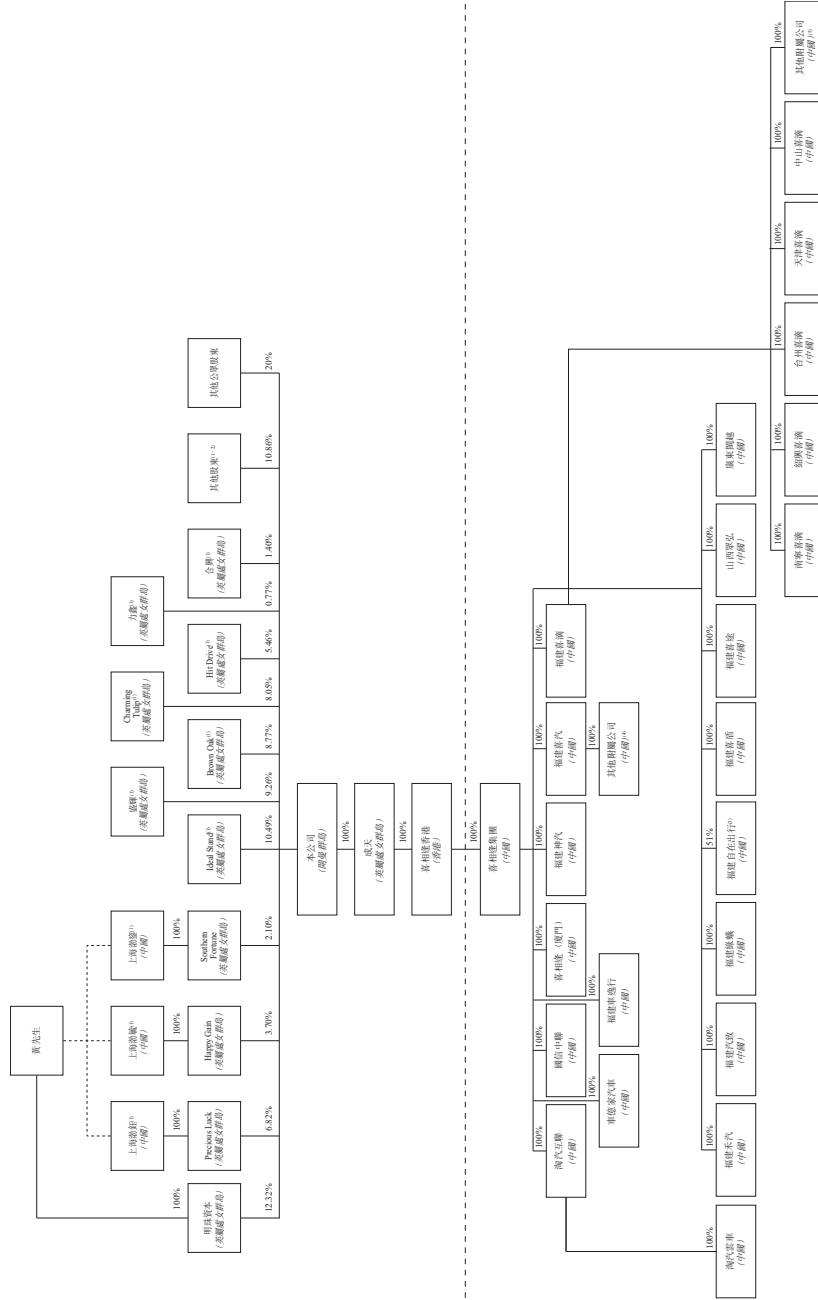 黃先生
100%
上海渤鉅⁽³⁾
(中國)
上海渤毓⁽³⁾
(中國)
上海渤燮⁽³⁾
(中國)
100%
100%
100%
明珠資本
(英屬處女群島)
Precious Luck
(英屬處女群島)
Happy Gain
(英屬處女群島)
Southern
Fortune
(英屬處女群島)
Ideal Stand⁽¹⁾
(英屬處女群島)
盛輝⁽¹⁾
(英屬處女群島)
Brown Oak⁽¹⁾
(英屬處女群島)
Charming
Tulip⁽¹⁾
(英屬處女群島)
Hit Drive⁽¹⁾
(英屬處女群島)
力鑫⁽¹⁾
(英屬處女群島)
合興⁽¹⁾
(英屬處女群島)
其他股東⁽¹⁾⁽²⁾
其他公眾股東
12.32%
6.82%
3.70%
2.10%
10.49%
9.26%
8.77%
8.05%
5.46%
0.77%
1.40%
10.86%
20%
本公司
(開曼群島)
100%
成天
(英屬處女群島)
100%
喜相逢香港
(香港)
100%
喜相逢集團
(中國)
100%
100%
100%
100%
100%
100%
淘汽互聯
(中國)
國信中聯
(中國)
喜相逢（廈門）
(中國)
福建神汽
(中國)
福建喜汽
(中國)
福建喜滴
(中國)
100%
100%
100%
車億家汽車
(中國)
福建車逸行
(中國)
其他附屬公司
(中國)⁽⁴⁾
100%
100%
100%
100%
51%
100%
100%
100%
100%
淘汽雲車
(中國)
福建禾汽
(中國)
福建汽致
(中國)
福建綠蟻
(中國)
福建自在出行⁽⁶⁾
(中國)
福建喜盾
(中國)
福建喜途
(中國)
山西眾弘
(中國)
廣東閩越
(中國)
100%
100%
100%
100%
100%
100%
南寧喜滴
(中國)
紹興喜滴
(中國)
台州喜滴
(中國)
天津喜滴
(中國)
中山喜滴
(中國)
其他附屬公司
(中國)⁽⁵⁾